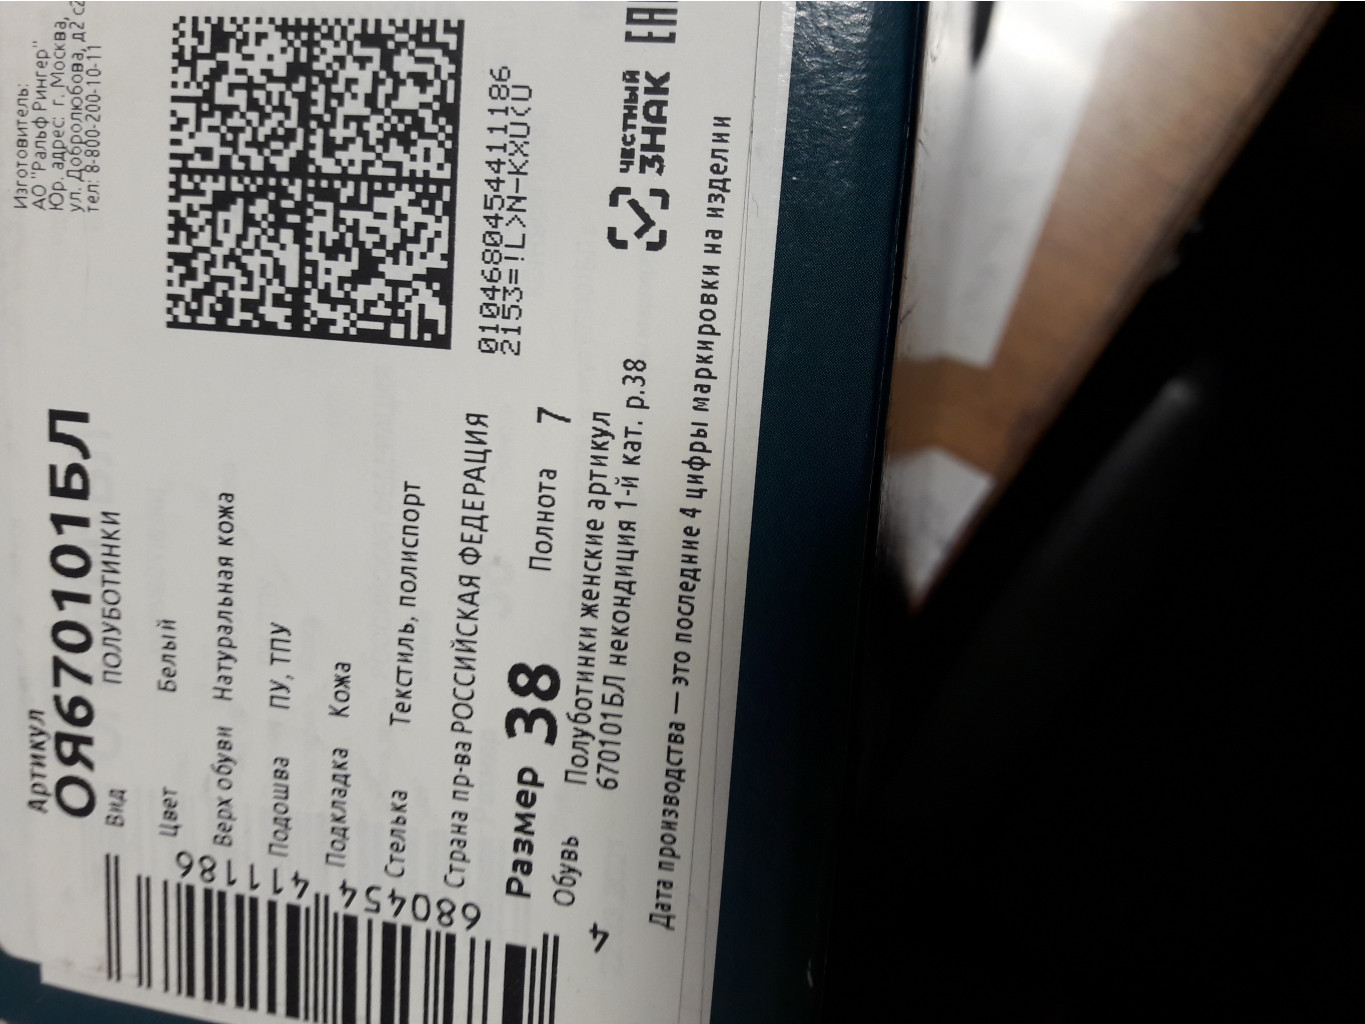 Изготовитель:
АО "Ральф Рингер"
Юр. адрес: г. Москва,
ул. Добролюбова, д2
тел: 8-800-200-10-11
Артикул
ОЯ670101БЛ
Вид ПОЛУБОТИНКИ
Цвет Белый
Верх обуви Натуральная кожа
Подошва ПУ, ТПУ
Подкладка Кожа
Стелька Текстиль, полиспорт
Страна пр-ва РОССИЙСКАЯ ФЕДЕРАЦИЯ
Размер 38 Полнота 7
Обувь Полуботинки женские артикул
670101БЛ некондиция 1-й кат. р.38
Дата производства — это последние 4 цифры маркировки на изделии
010468045441186
2153=!L>N-KXU(U
ЧЕСТНЫЙ
ЗНАК
EAC
4 680454 411186